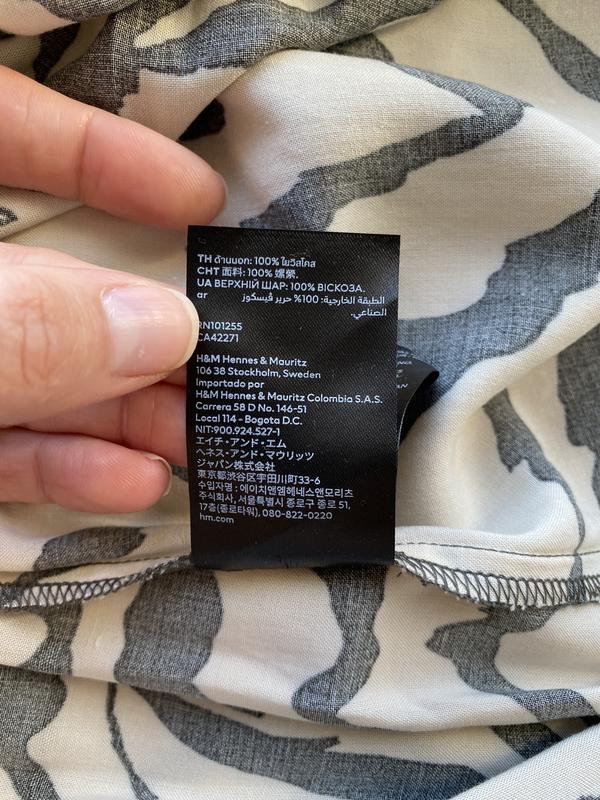 TH ด้านนอก: 100% ใยวิสโคส
CHT 面料: 100% 嫘縈.
UA ВЕРХНІЙ ШАР: 100% ВІСКОЗА.
ar الطبقة الخارجية: 100% حرير ڤيسكوز
الصناعي.
RN101255
CA42271
H&M Hennes & Mauritz
106 38 Stockholm, Sweden
Importado por
H&M Hennes & Mauritz Colombia S.A.S.
Carrera 58 D No. 146-51
Local 114 - Bogota D.C.
NIT:900.924.527-1
エイチ・アンド・エム
ヘネス・アンド・マウリッツ
ジャパン株式会社
東京都渋谷区宇田川町33-6
수입자명 : 에이치앤엠헤네스앤모리츠
주식회사, 서울특별시 종로구 종로 51,
17층(종로타워), 080-822-0220
hm.com